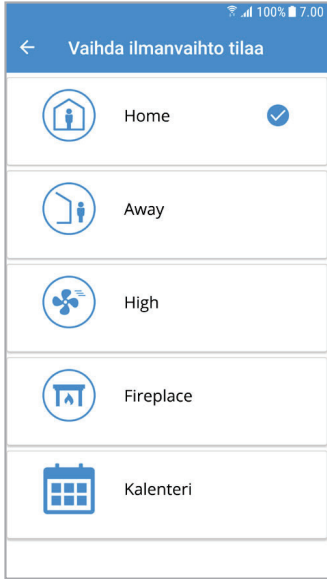 100% 7.00
Vaihda ilmanvaihto tilaa
Home
Away
High
Fireplace
Kalenteri